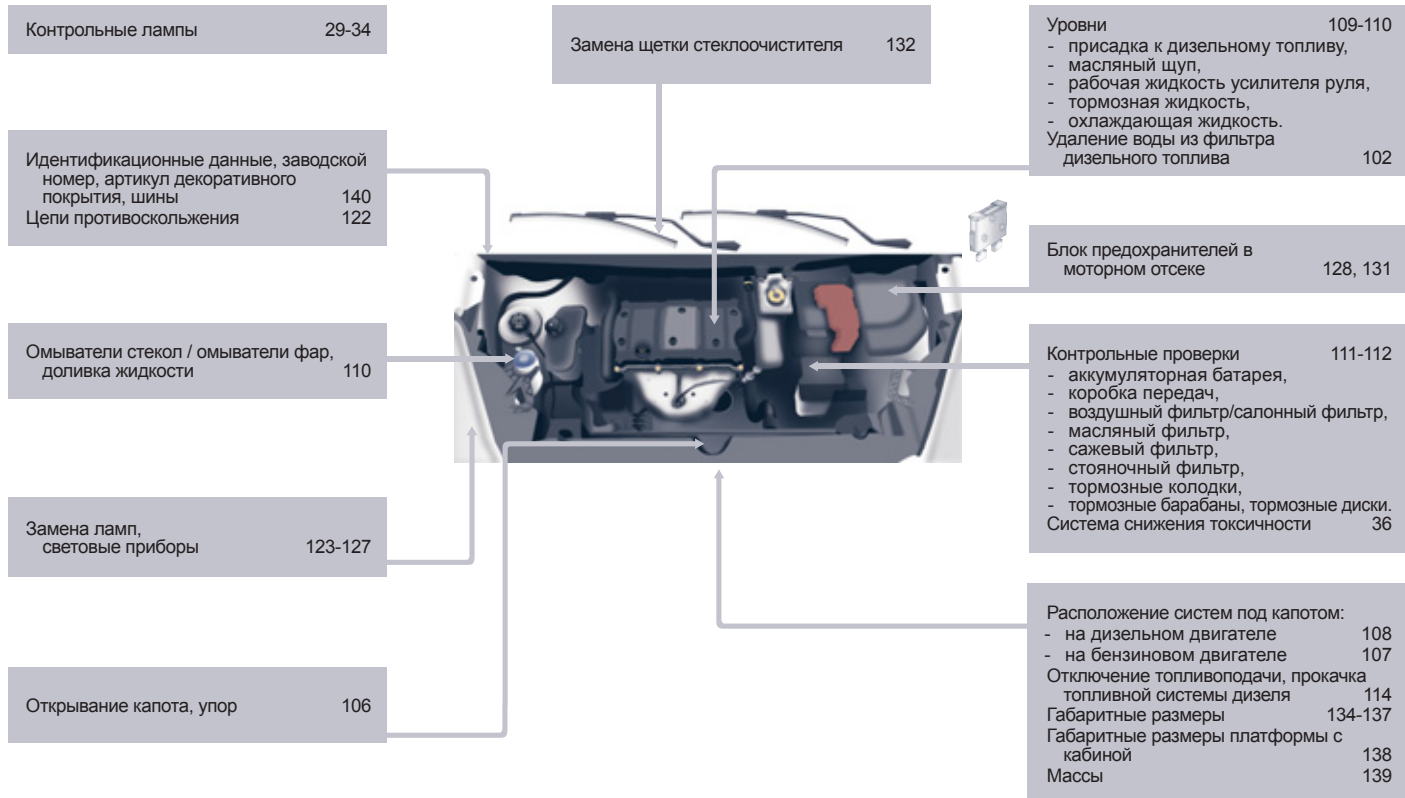 Контрольные лампы 29-34
Идентификационные данные, заводской
номер, артикул декоративного
покрытия, шины 140
Цепи противоскольжения 122
Омыватели стекол / омыватели фар,
доливка жидкости 110
Замена ламп,
световые приборы 123-127
Открывание капота, упор 106
Замена щетки стеклоочистителя 132
Уровни 109-110
- присадка к дизельному топливу,
- масляный щуп,
- рабочая жидкость усилителя руля,
- тормозная жидкость,
- охлаждающая жидкость.
Удаление воды из фильтра
дизельного топлива 102
Блок предохранителей в
моторном отсеке 128, 131
Контрольные проверки 111-112
- аккумуляторная батарея,
- коробка передач,
- воздушный фильтр/салонный фильтр,
- масляный фильтр,
- сажевый фильтр,
- стояночный фильтр,
- тормозные колодки,
- тормозные барабаны, тормозные диски.
Система снижения токсичности 36
Расположение систем под капотом:
- на дизельном двигателе 108
- на бензиновом двигателе 107
Отключение топливоподачи, прокачка
топливной системы дизеля 114
Габаритные размеры 134-137
Габаритные размеры платформы с
кабиной 138
Массы 139